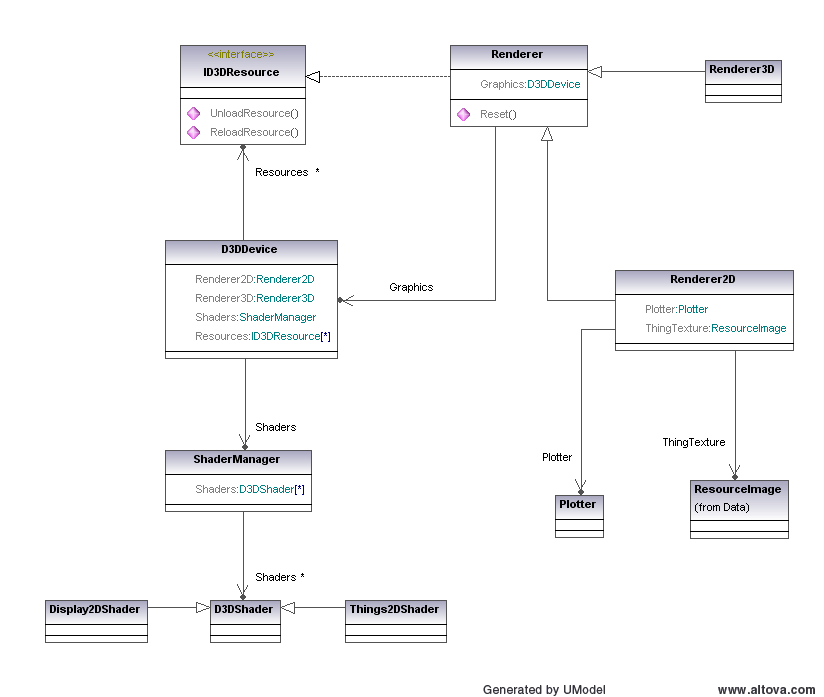 <<interface>>
ID3DResource
UnloadResource()
ReloadResource()
Renderer
Graphics:D3DDevice
Reset()
Renderer3D
Resources *
D3DDevice
Renderer2D:Renderer2D
Renderer3D:Renderer3D
Shaders:ShaderManager
Resources:ID3DResource[*]
Graphics
Renderer2D
Plotter:Plotter
ThingTexture:ResourceImage
Shaders
ThingTexture
Plotter
ShaderManager
Shaders:D3DShader[*]
Plotter
ResourceImage
(from Data)
Shaders *
Display2DShader
D3DShader
Things2DShader
Generated by UModel
www.altova.com